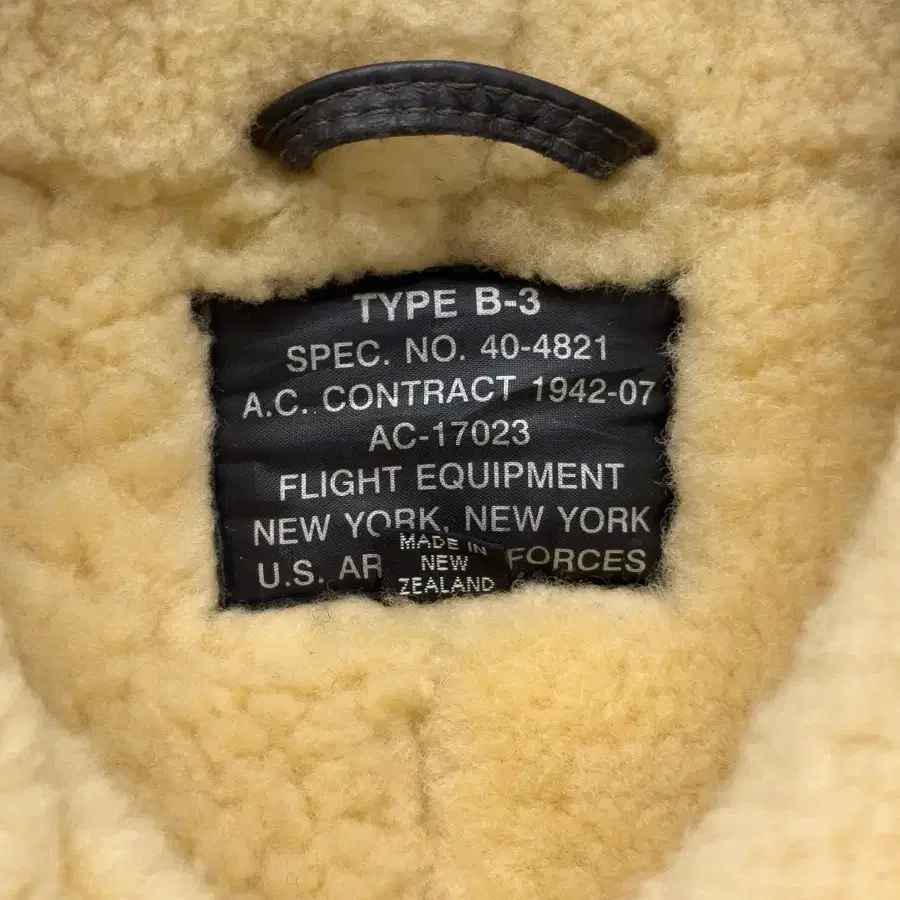 TYPE B-3
SPEC. NO. 40-4821
A.C. CONTRACT 1942-07
AC-17023
FLIGHT EQUIPMENT
NEW YORK, NEW YORK
U.S. AR FORCES
MADE IN
NEW
ZEALAND